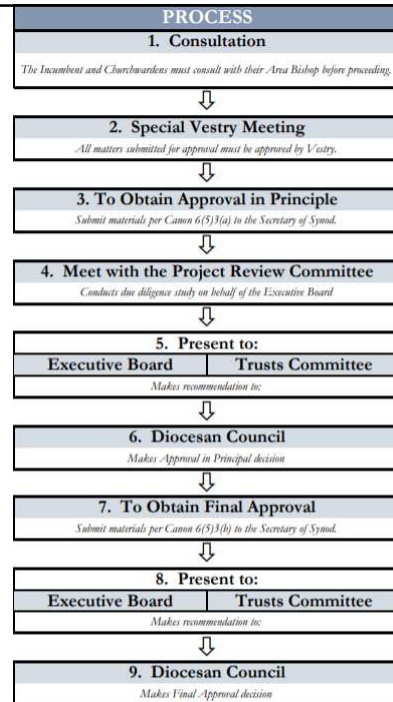 PROCESS
1. Consultation
The Incumbent and Churchwardens must consult with their Area Bishop before proceeding.
2. Special Vestry Meeting
All matters submitted for approval must be approved by Vestry.
3. To Obtain Approval in Principle
Submit materials per Canon 6(5)3(a) to the Secretary of Synod.
4. Meet with the Project Review Committee
Conducts due diligence study on behalf of the Executive Board
5. Present to:
Executive Board Trusts Committee
Makes recommendation to:
6. Diocesan Council
Makes Approval in Principal decision
7. To Obtain Final Approval
Submit materials per Canon 6(5)3(b) to the Secretary of Synod.
8. Present to:
Executive Board Trusts Committee
Makes recommendation to:
9. Diocesan Council
Makes Final Approval decision